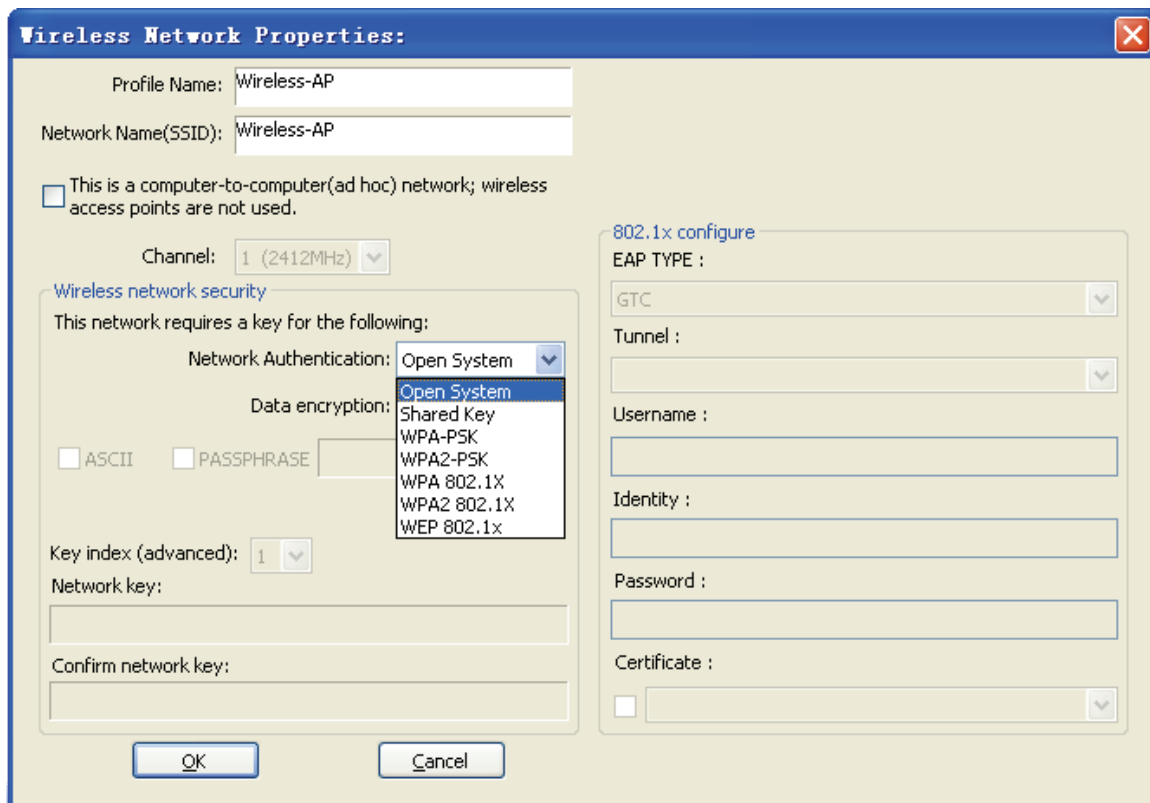 Wireless Network Properties:
Profile Name: Wireless-AP
Network Name(SSID): Wireless-AP
This is a computer-to-computer(ad hoc) network; wireless
access points are not used.
Channel: 1 (2412MHz)
Wireless network security
This network requires a key for the following:
Network Authentication: Open System
Open System
Shared Key
WPA-PSK
WPA2-PSK
WPA 802.1X
WPA2 802.1X
WEP 802.1x
Data encryption:
ASCII PASSPHRASE
Key index (advanced): 1
Network key:
Confirm network key:
802.1x configure
EAP TYPE :
GTC
Tunnel :
Username :
Identity :
Password :
Certificate :
OK Cancel